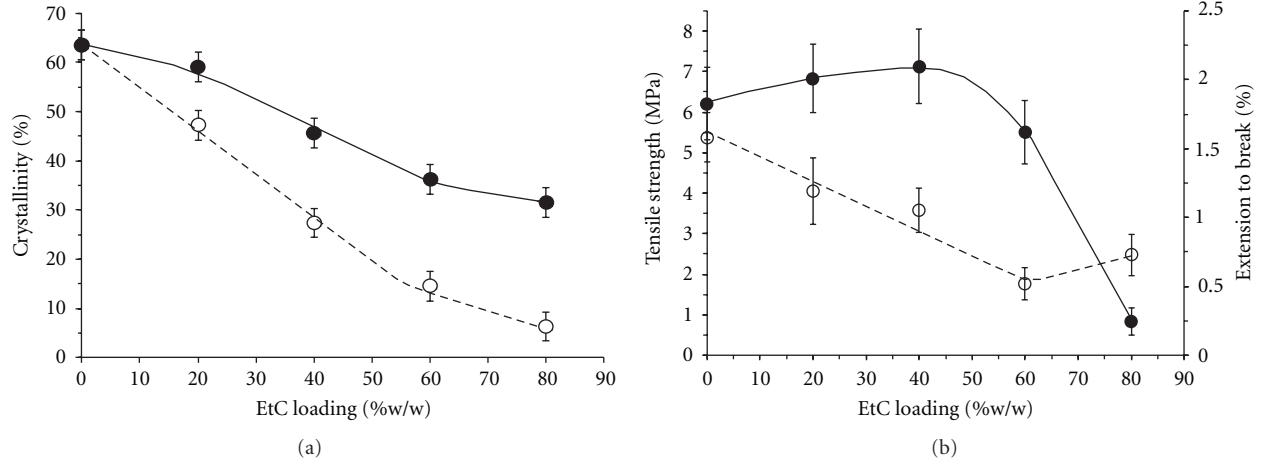 70
60
50
40
30
20
10
0
Crystallinity (%)
0 10 20 30 40 50 60 70 80 90
EtC loading (%w/w)
(a)
8
7
6
5
4
3
2
1
0
Tensile strength (MPa)
2.5
2
1.5
1
0.5
0
Extension to break (%)
0 10 20 30 40 50 60 70 80 90
EtC loading (%w/w)
(b)